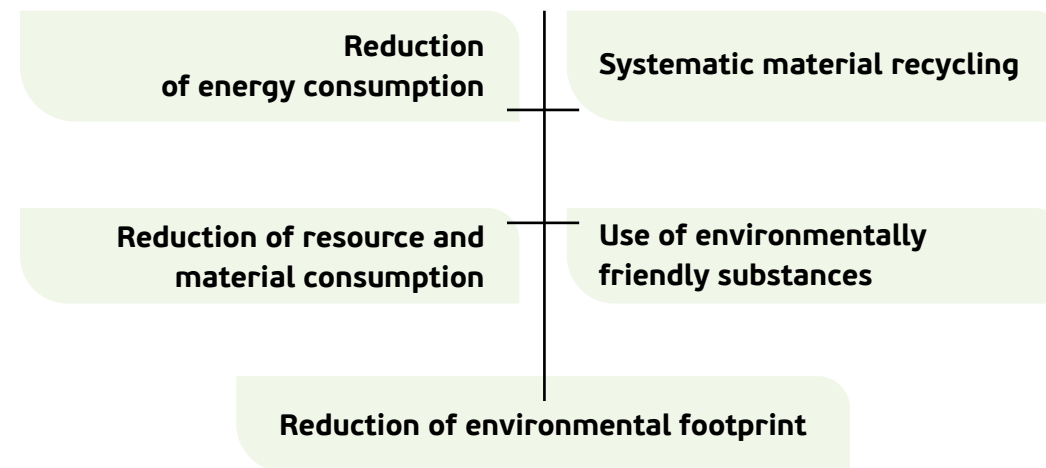 Reduction
of energy consumption
Systematic material recycling
Reduction of resource and
material consumption
Use of environmentally
friendly substances
Reduction of environmental footprint